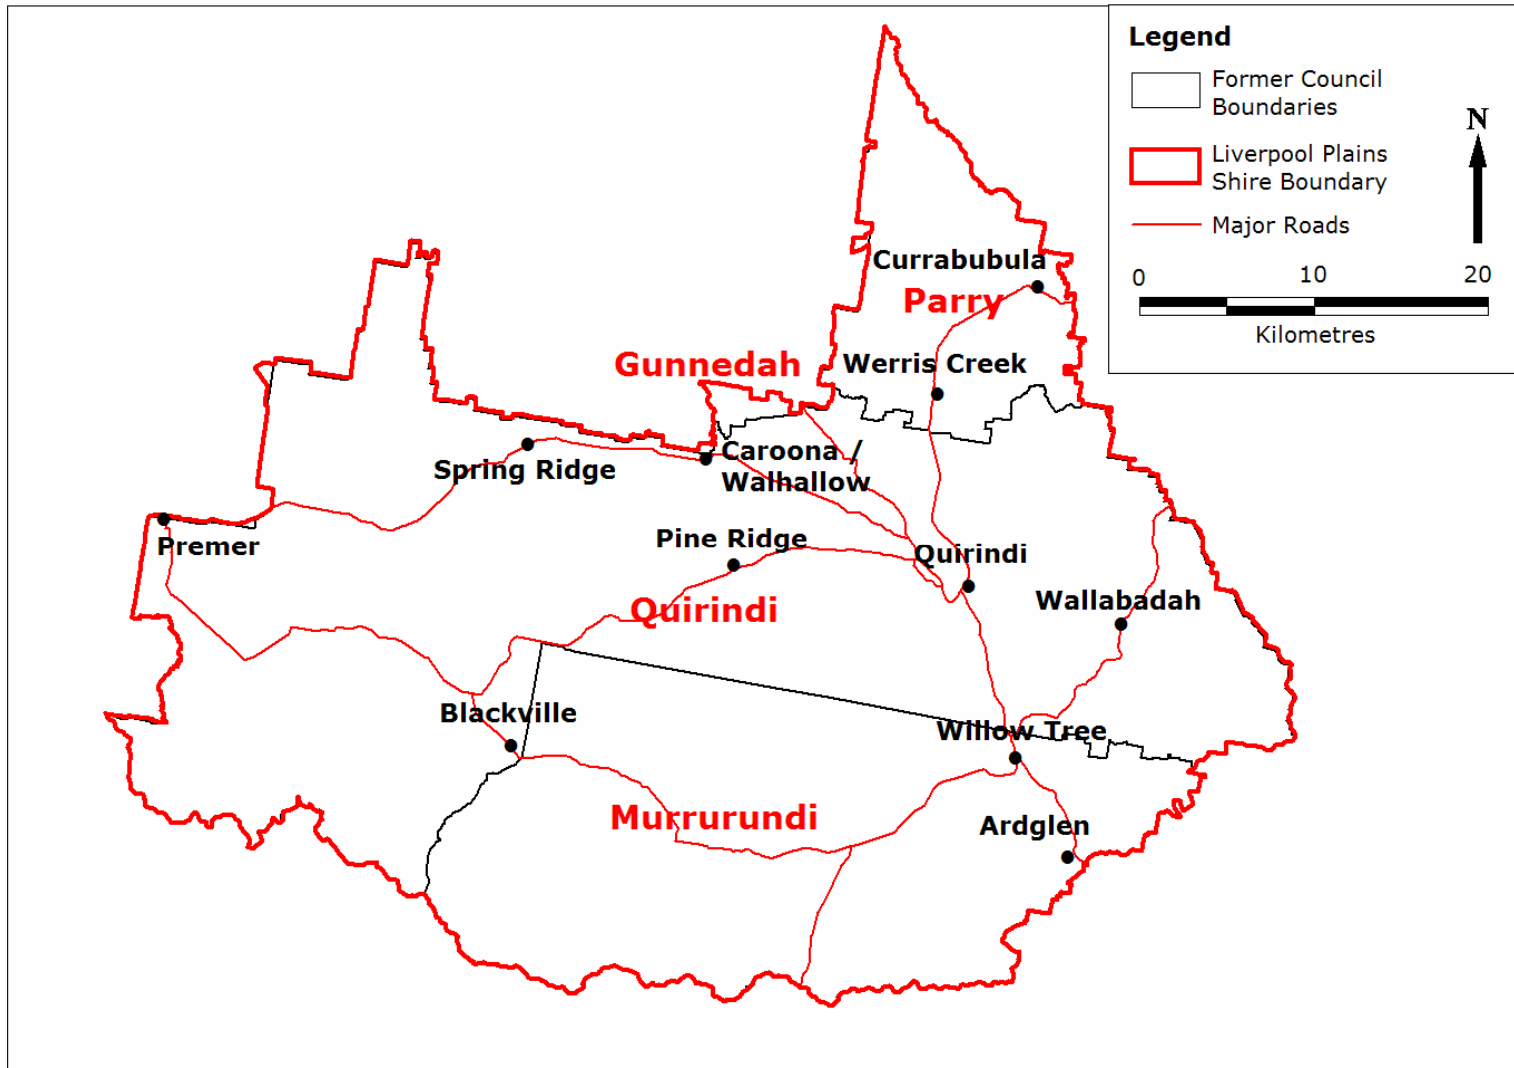 Legend
Former Council
Boundaries
Liverpool Plains
Shire Boundary
Major Roads
N
0 10 20
Kilometres
Currabubula
Parry
Werris Creek
Gunnedah
Caroona /
Walhallow
Spring Ridge
Premer
Pine Ridge
Quirindi
Quirindi
Wallabadah
Blackville
Willow Tree
Murrurundi
Ardglen